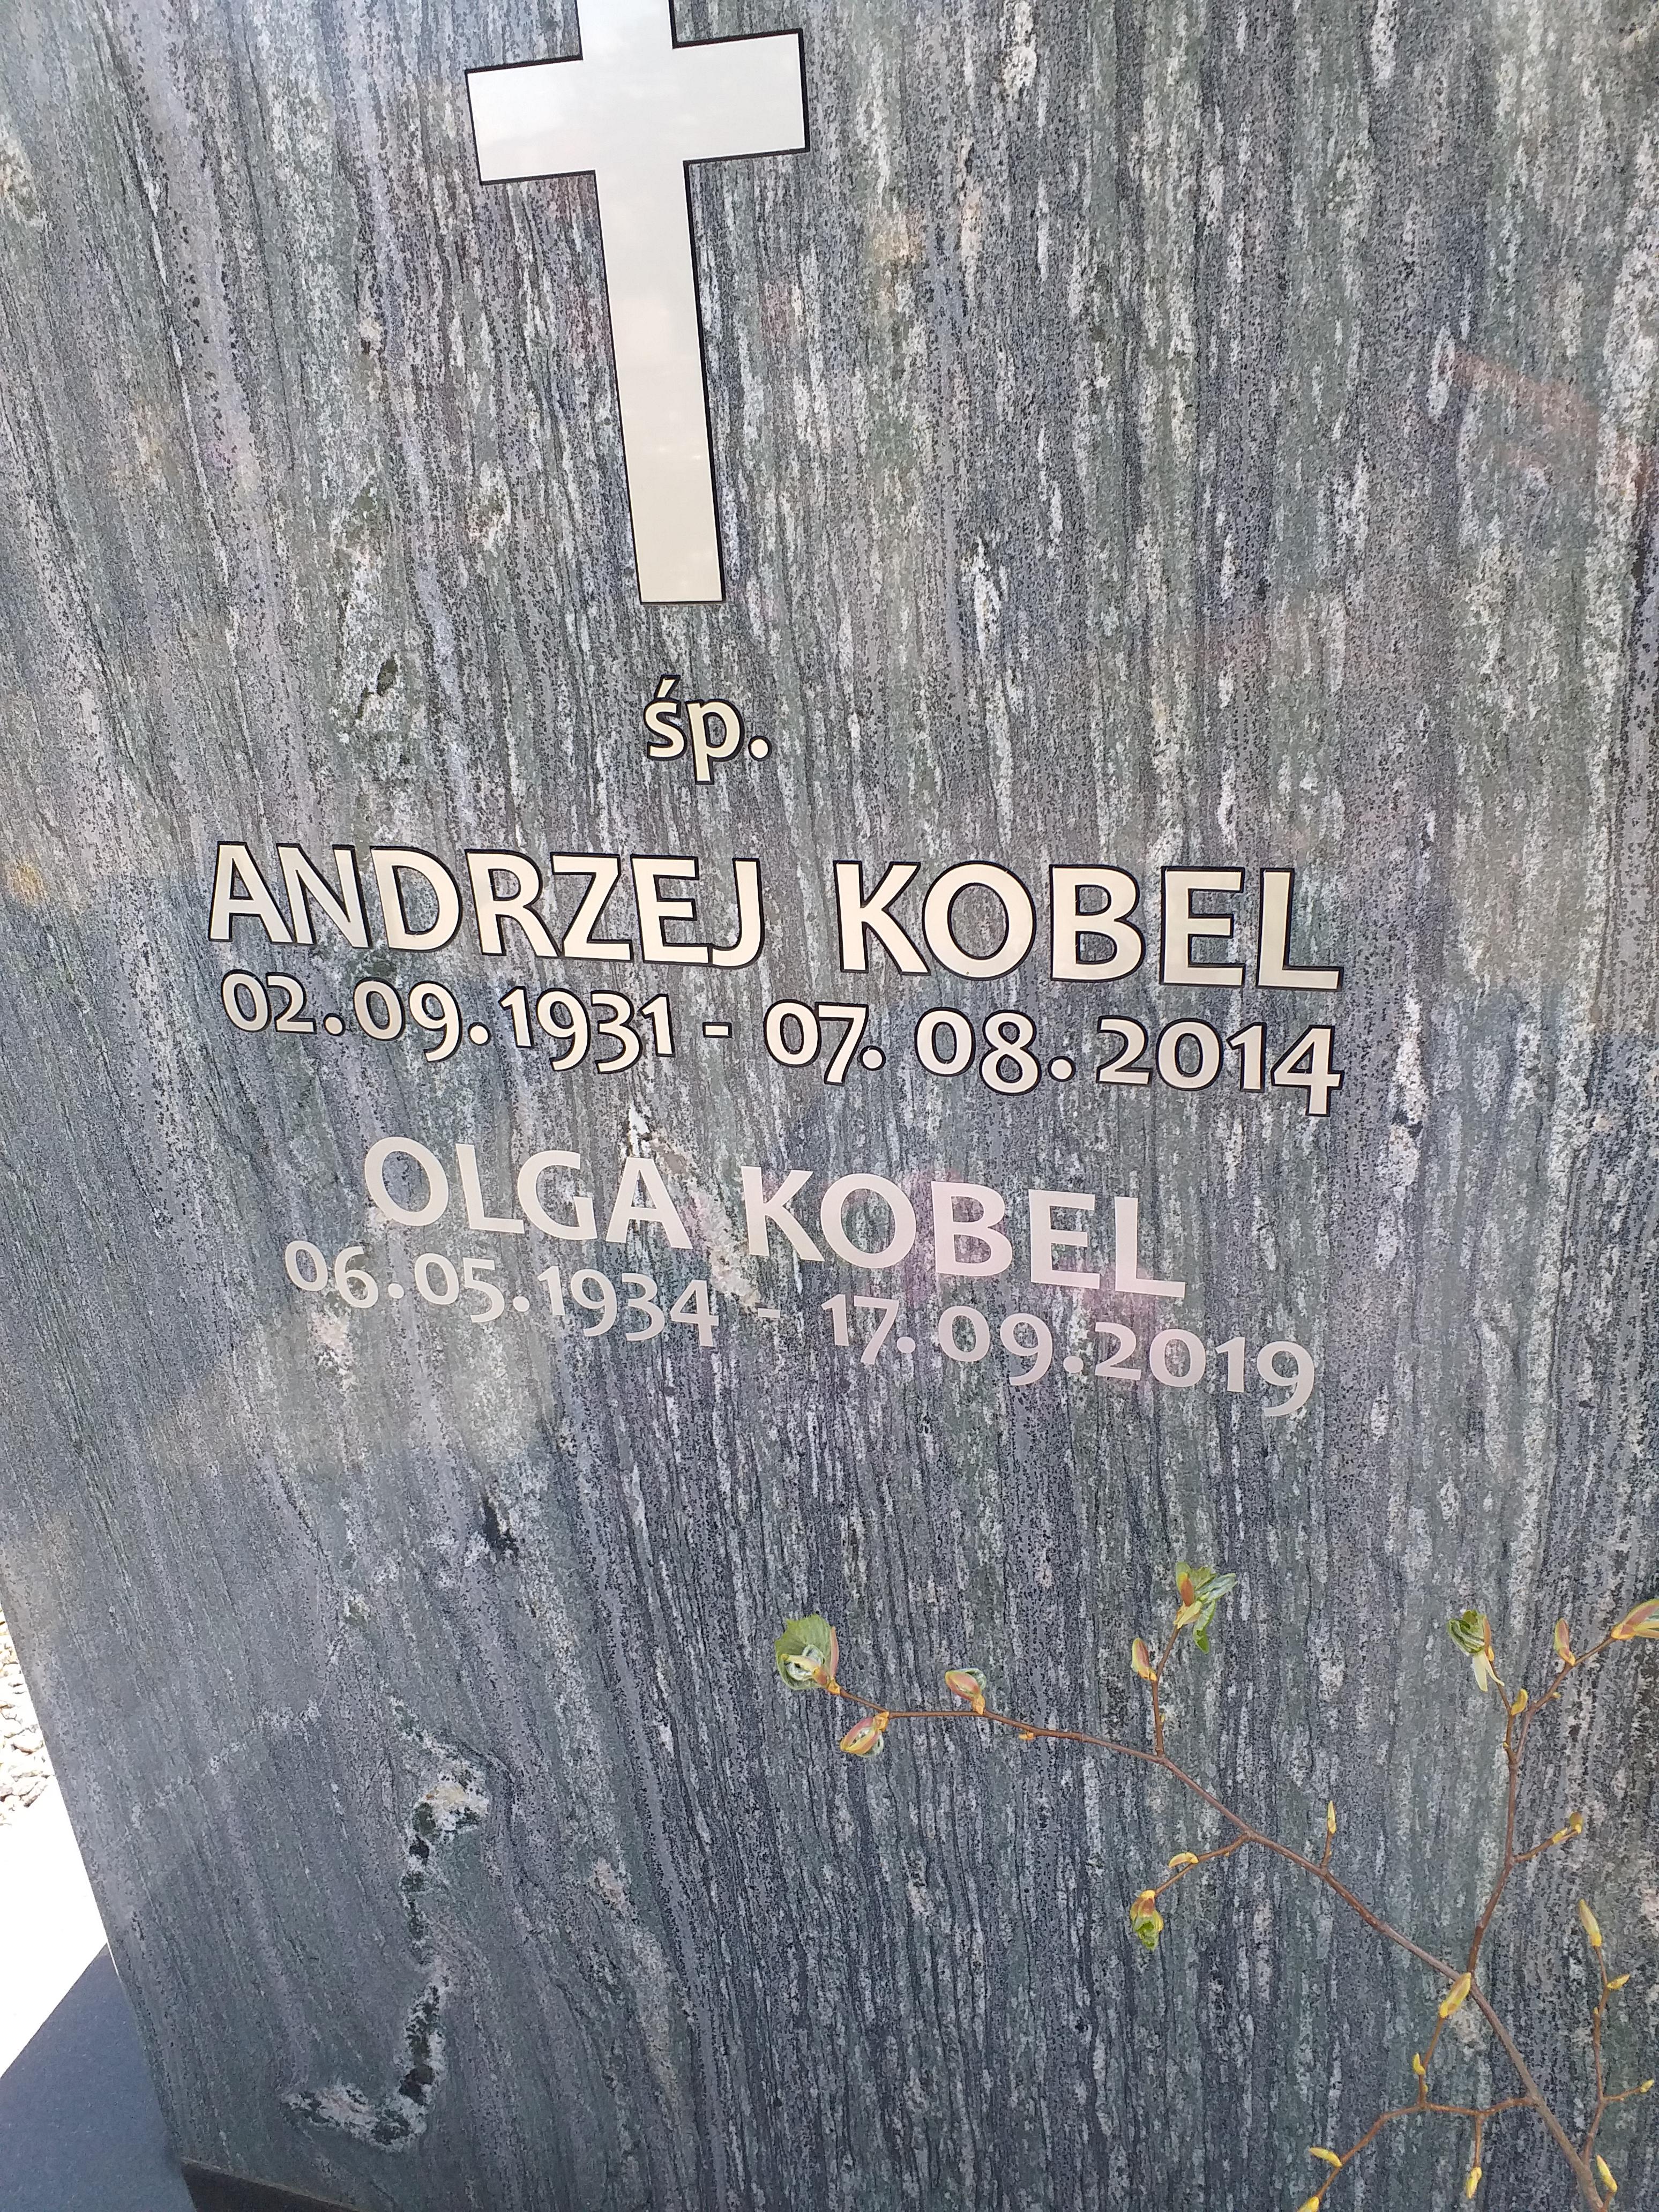 śp.
ANDRZEJ KOBEL
02.09.1931 - 07.08.2014
OLGA KOBEL
06.05.1934 - 17.09.2019